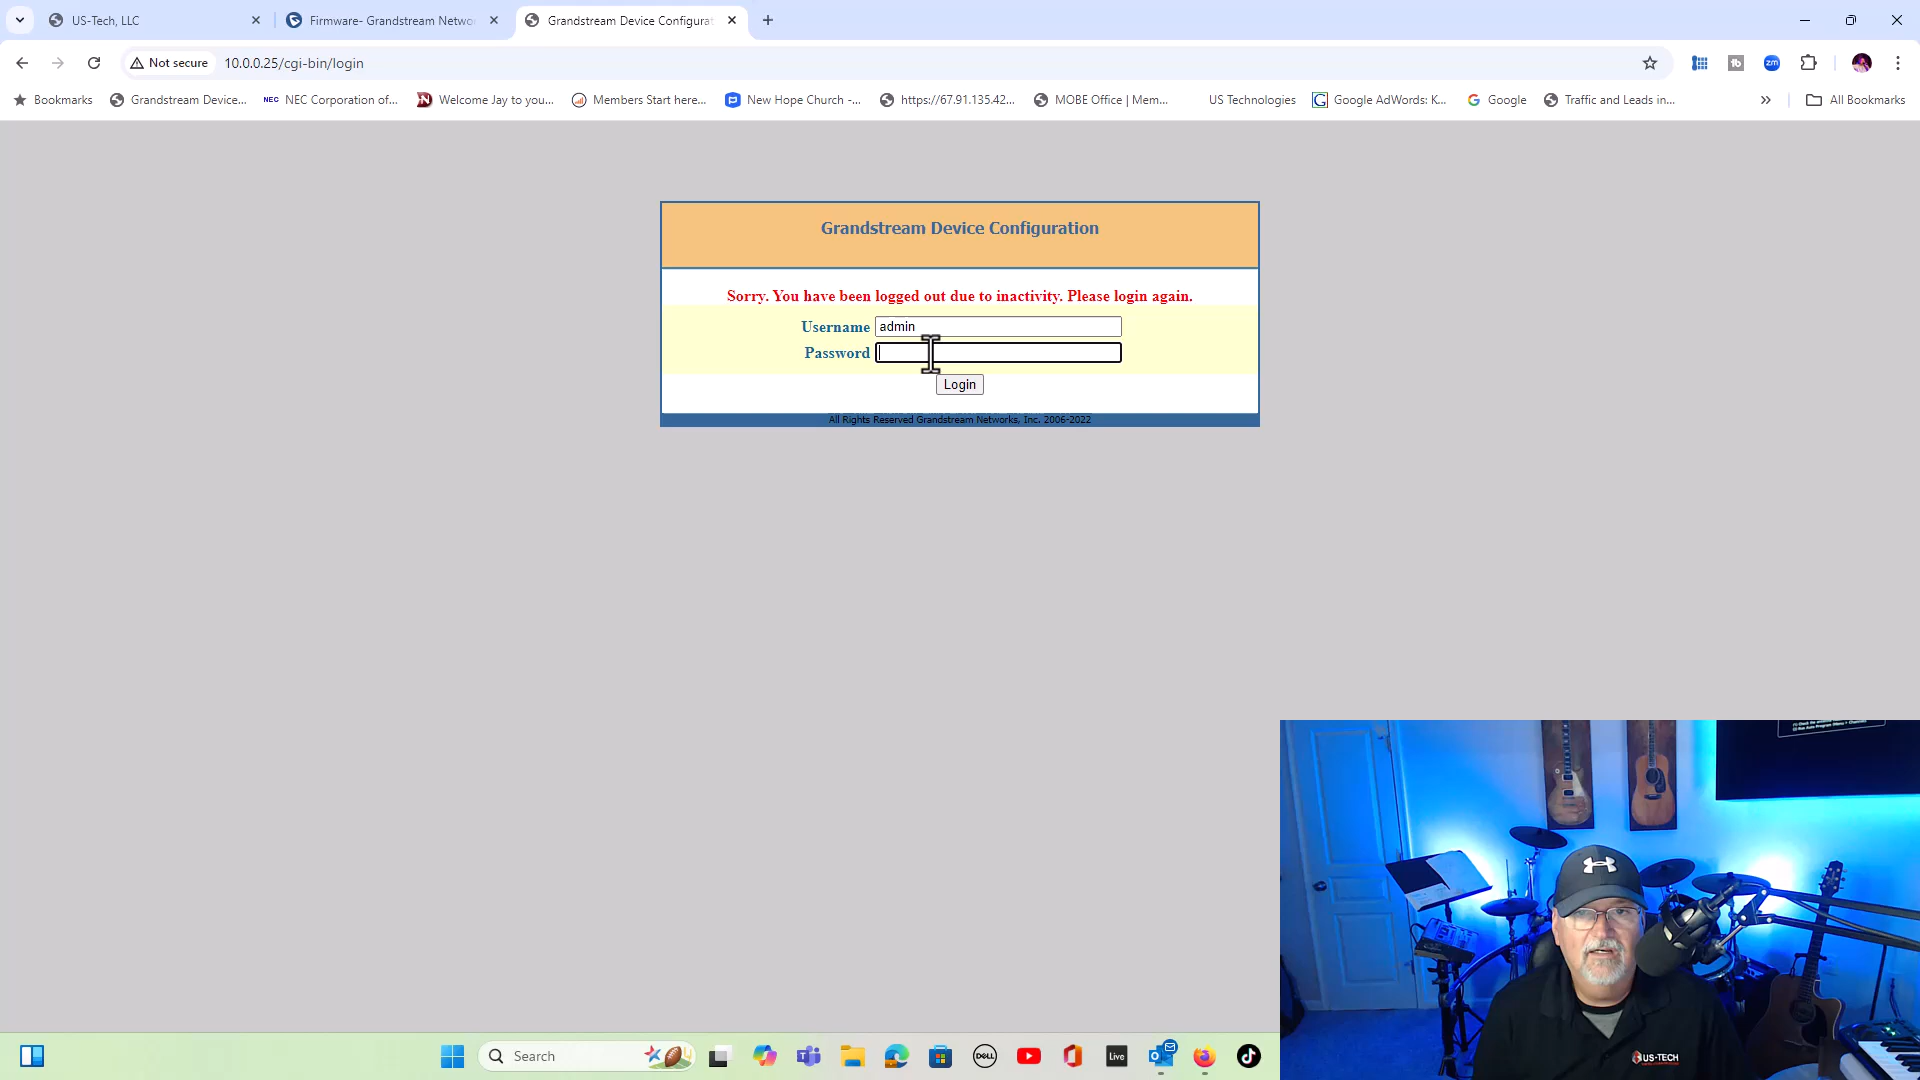 US-Tech, LLC
Firmware- Grandstream Netwo
Grandstream Device Configurat
Not secure
10.0.0.25/cgi-bin/login
Bookmarks
Grandstream Device...
NEC
NEC Corporation of...
Welcome Jay to you...
Members Start here...
New Hope Church -...
https://67.91.135.42...
MOBE Office | Mem...
US Technologies
Google AdWords: K...
Google
Traffic and Leads in...
All Bookmarks
Grandstream Device Configuration
Sorry. You have been logged out due to inactivity. Please login again.
Username admin
Password
Login
All Rights Reserved Grandstream Networks, Inc. 2006-2022
Search
DELL
Live
US-TECH